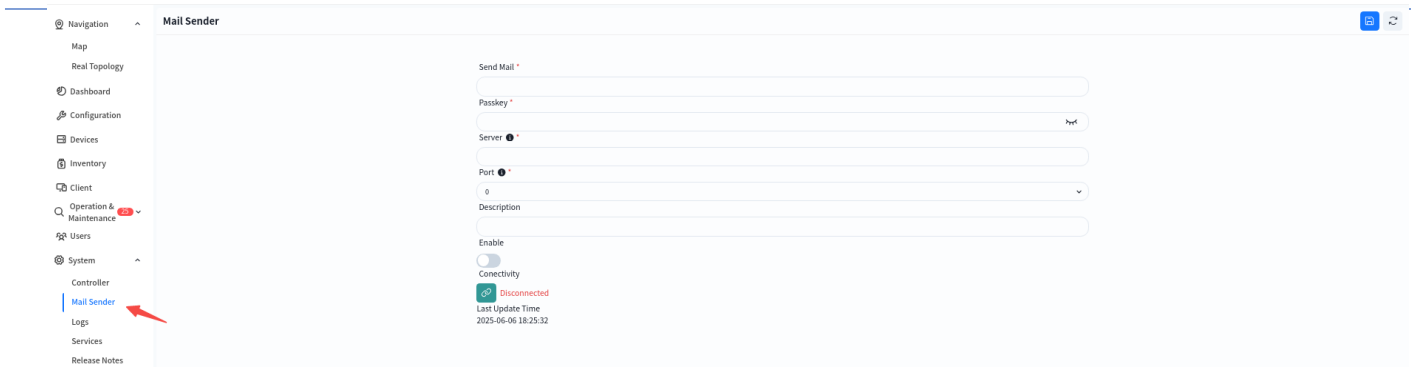 Navigation
Map
Real Topology
Dashboard
Configuration
Devices
Inventory
Client
Operation &
Maintenance
25
Users
System
Controller
Mail Sender
Logs
Services
Release Notes
Mail Sender
Send Mail *
Passkey *
Server *
Port *
0
Description
Enable
Conectivity
Disconnected
Last Update Time
2025-06-06 18:25:32